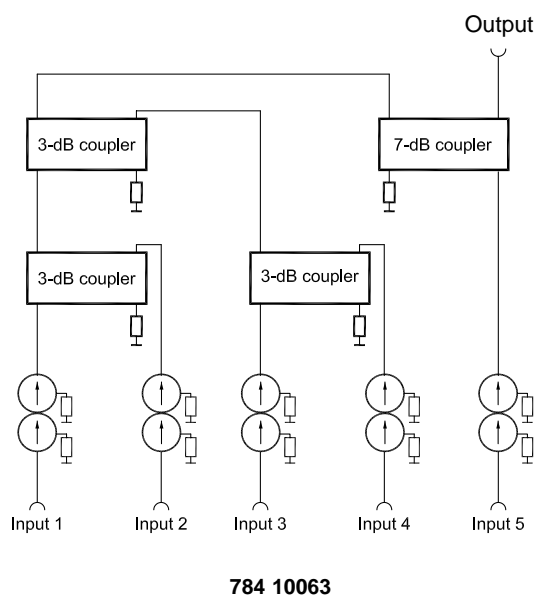 Output
3-dB coupler
7-dB coupler
3-dB coupler
3-dB coupler
Input 1
Input 2
Input 3
Input 4
Input 5
784 10063